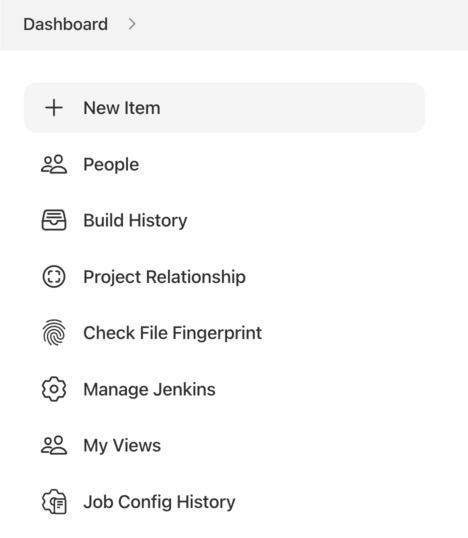 Dashboard
New Item
People
Build History
Project Relationship
Check File Fingerprint
Manage Jenkins
My Views
Job Config History